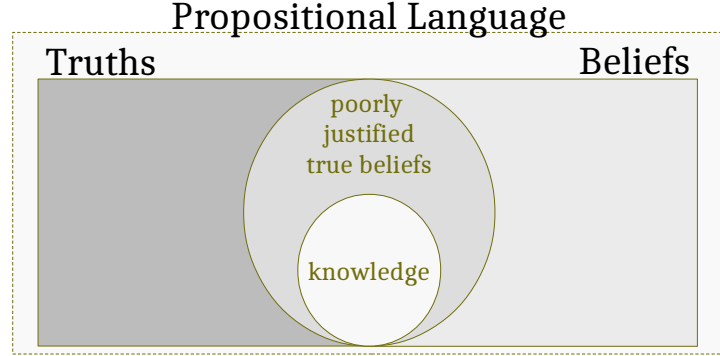 Propositional Language
Truths
Beliefs
poorly
justified
true beliefs
knowledge